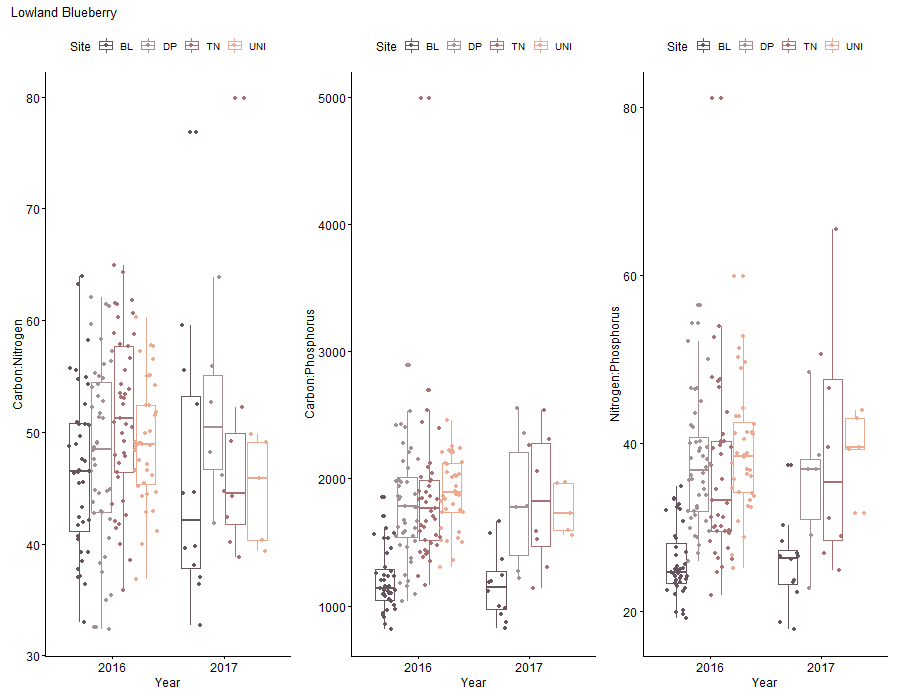 Lowland Blueberry
Site BL DP TN UNI
Site BL DP TN UNI
Site BL DP TN UNI
Carbon:Nitrogen
80
70
60
50
40
30
2016 2017
Year
Carbon:Phosphorus
5000
4000
3000
2000
1000
2016 2017
Year
Nitrogen:Phosphorus
80
60
40
20
2016 2017
Year